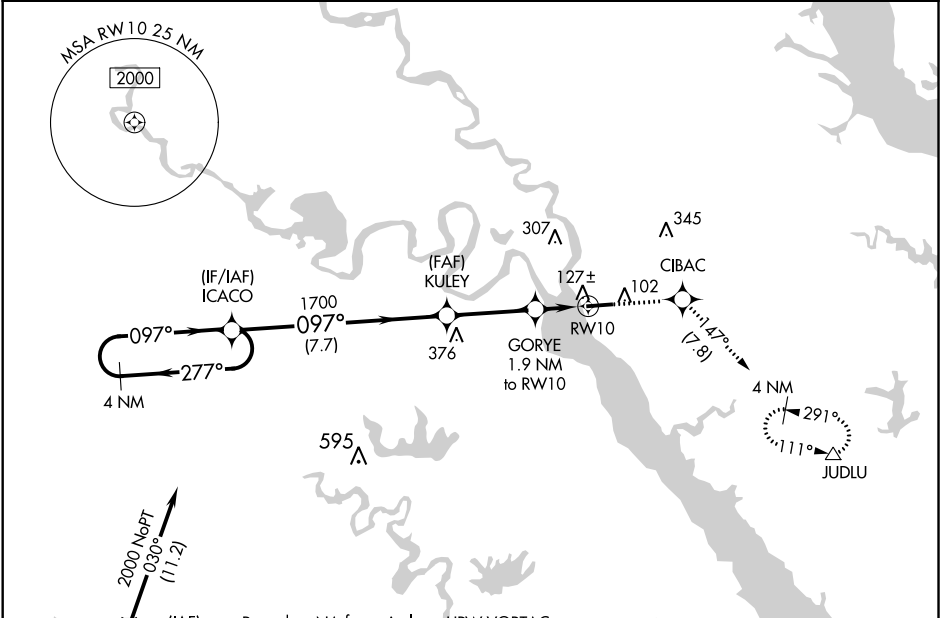 MSA RW10 25 NM
2000
307
345
(FAF)
KULEY
CIBAC
(IF/IAF)
ICACO
127±
102
1700
097°
097°
(7.7)
376
GORYE
1.9 NM
to RW10
RW10
147°
(7.8)
277°
4 NM
4 NM
291°
111°
JUDLU
595
2000 NoPT
030°
(11.2)
(IAF)